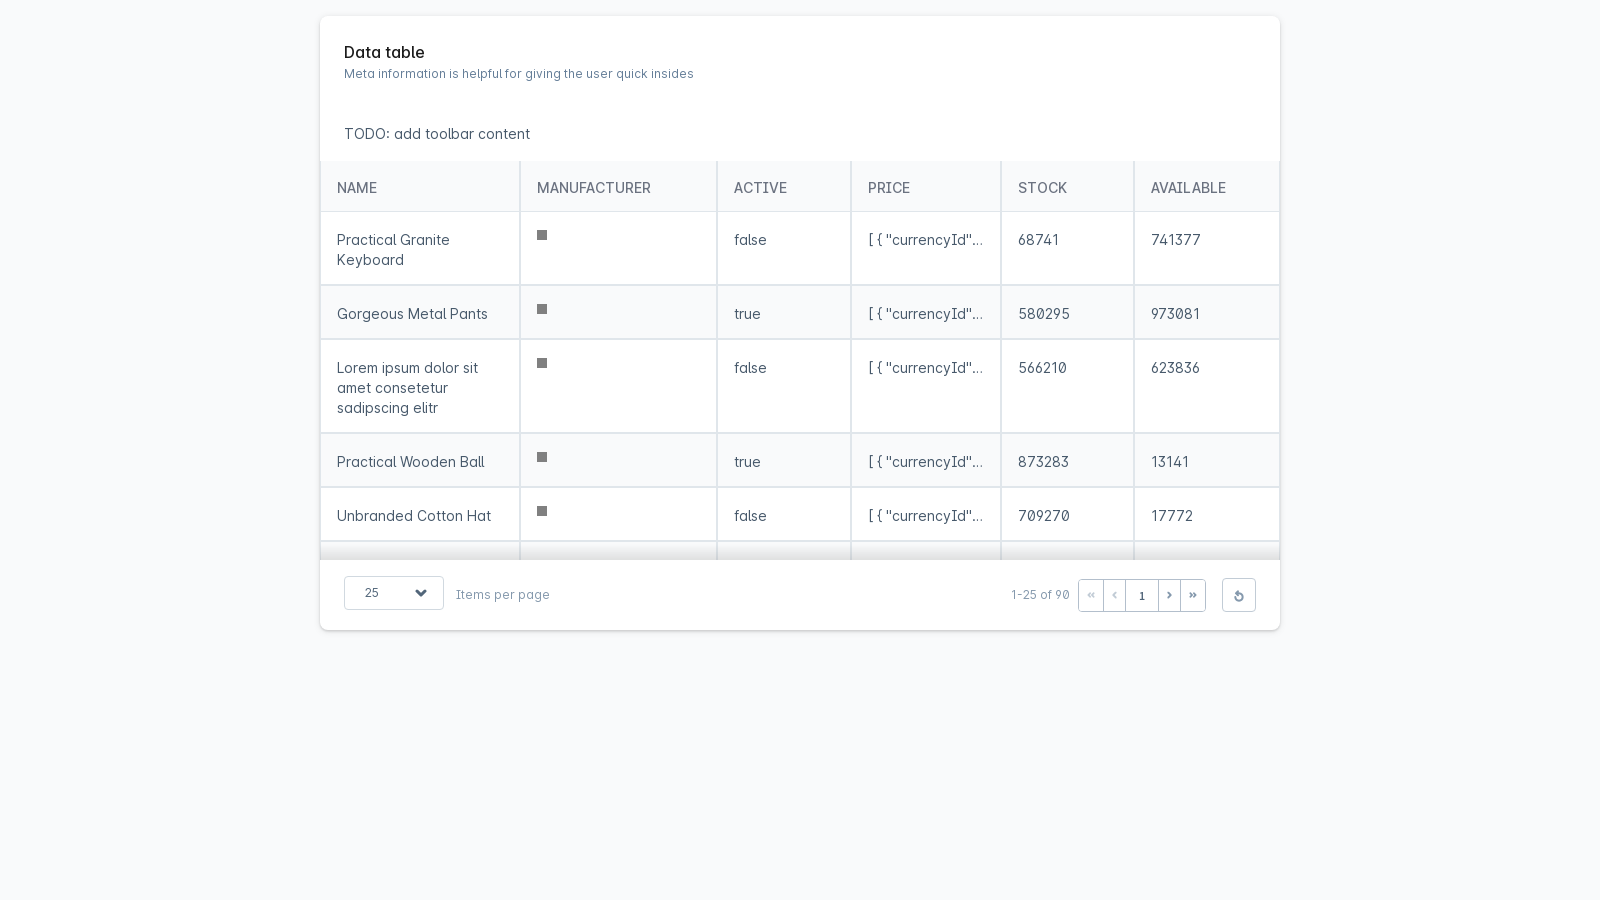 Data table
Meta information is helpful for giving the user quick insides
TODO: add toolbar content
NAME MANUFACTURER ACTIVE PRICE STOCK AVAILABLE
Practical Granite Keyboard false [ { "currencyId"... 68741 741377
Gorgeous Metal Pants true [ { "currencyId"... 580295 973081
Lorem ipsum dolor sit amet consetetur sadipscing elitr false [ { "currencyId"... 566210 623836
Practical Wooden Ball true [ { "currencyId"... 873283 13141
Unbranded Cotton Hat false [ { "currencyId"... 709270 17772
25 Items per page 1-25 of 90 « ‹ 1 › »